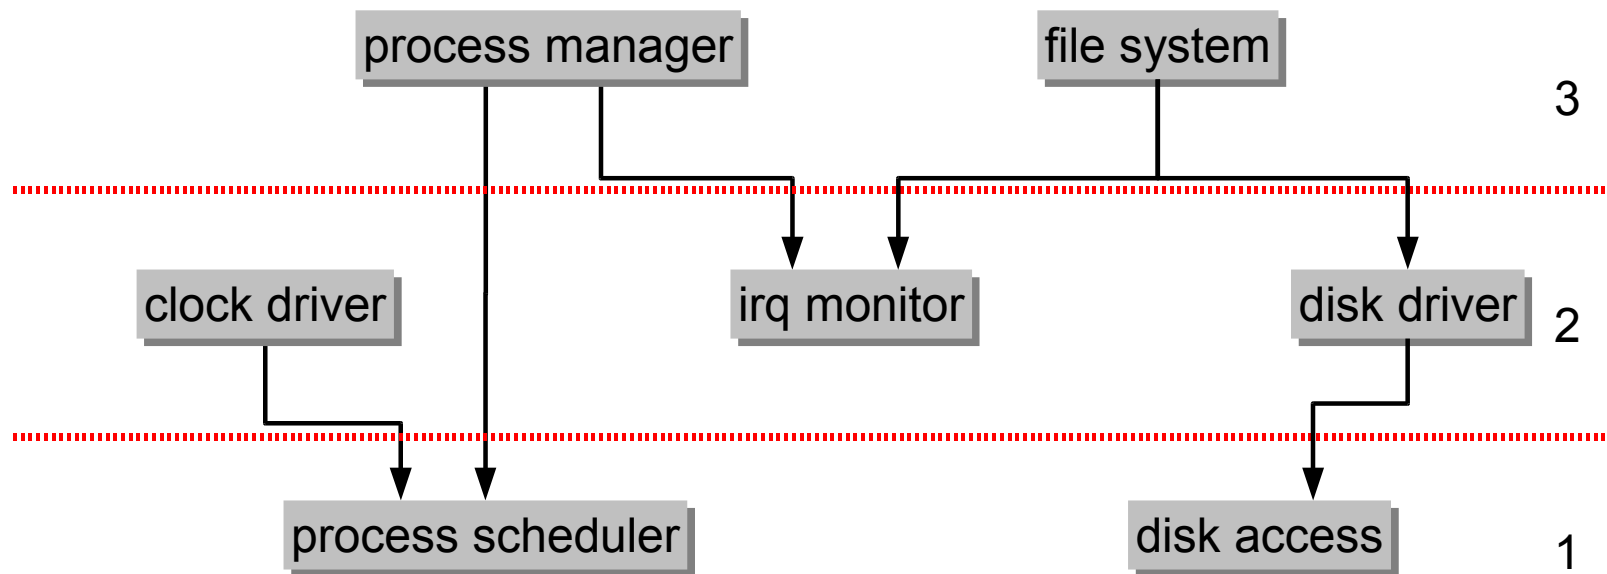 process manager
file system
3
clock driver
irq monitor
disk driver
2
process scheduler
disk access
1